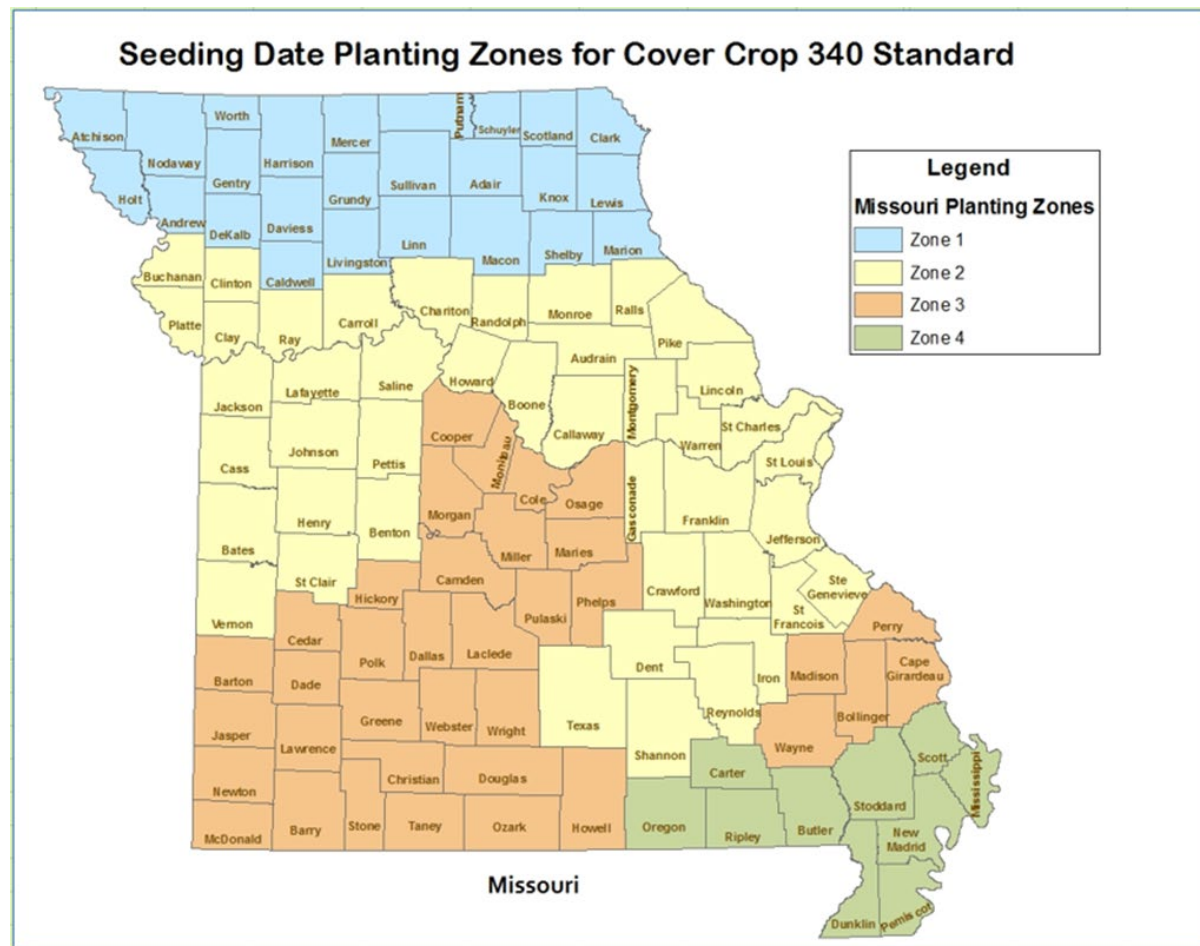 Seeding Date Planting Zones for Cover Crop 340 Standard
Legend
Missouri Planting Zones
Zone 1
Zone 2
Zone 3
Zone 4
Atchison
Nodaway
Worth
Harrison
Mercer
Putnam
Schuyler
Scotland
Clark
Holt
Andrew
Gentry
DeKalb
Daviess
Grundy
Sullivan
Adair
Knox
Lewis
Caldwell
Livingston
Linn
Macon
Shelby
Marion
Buchanan
Clinton
Platte
Clay
Ray
Carroll
Chariton
Randolph
Monroe
Ralls
Pike
Audrain
Jackson
Lafayette
Saline
Howard
Boone
Callaway
Montgomery
Lincoln
Warren
St Charles
St Louis
Cass
Johnson
Pettis
Cooper
Moniteau
Cole
Osage
Gasconade
Franklin
Jefferson
Bates
Henry
Benton
Morgan
Miller
Maries
St Clair
Hickory
Camden
Pulaski
Phelps
Crawford
Washington
St
Francois
Ste
Genevieve
Perry
Vernon
Cedar
Polk
Dallas
Laclede
Dent
Iron
Madison
Cape
Girardeau
Bollinger
Barton
Dade
Greene
Webster
Wright
Texas
Reynolds
Shannon
Wayne
Jasper
Lawrence
Christian
Douglas
Carter
Scott
Mississippi
Stoddard
Newton
McDonald
Barry
Stone
Taney
Ozark
Howell
Oregon
Ripley
Butler
New
Madrid
Dunklin
Pemiscot
Missouri